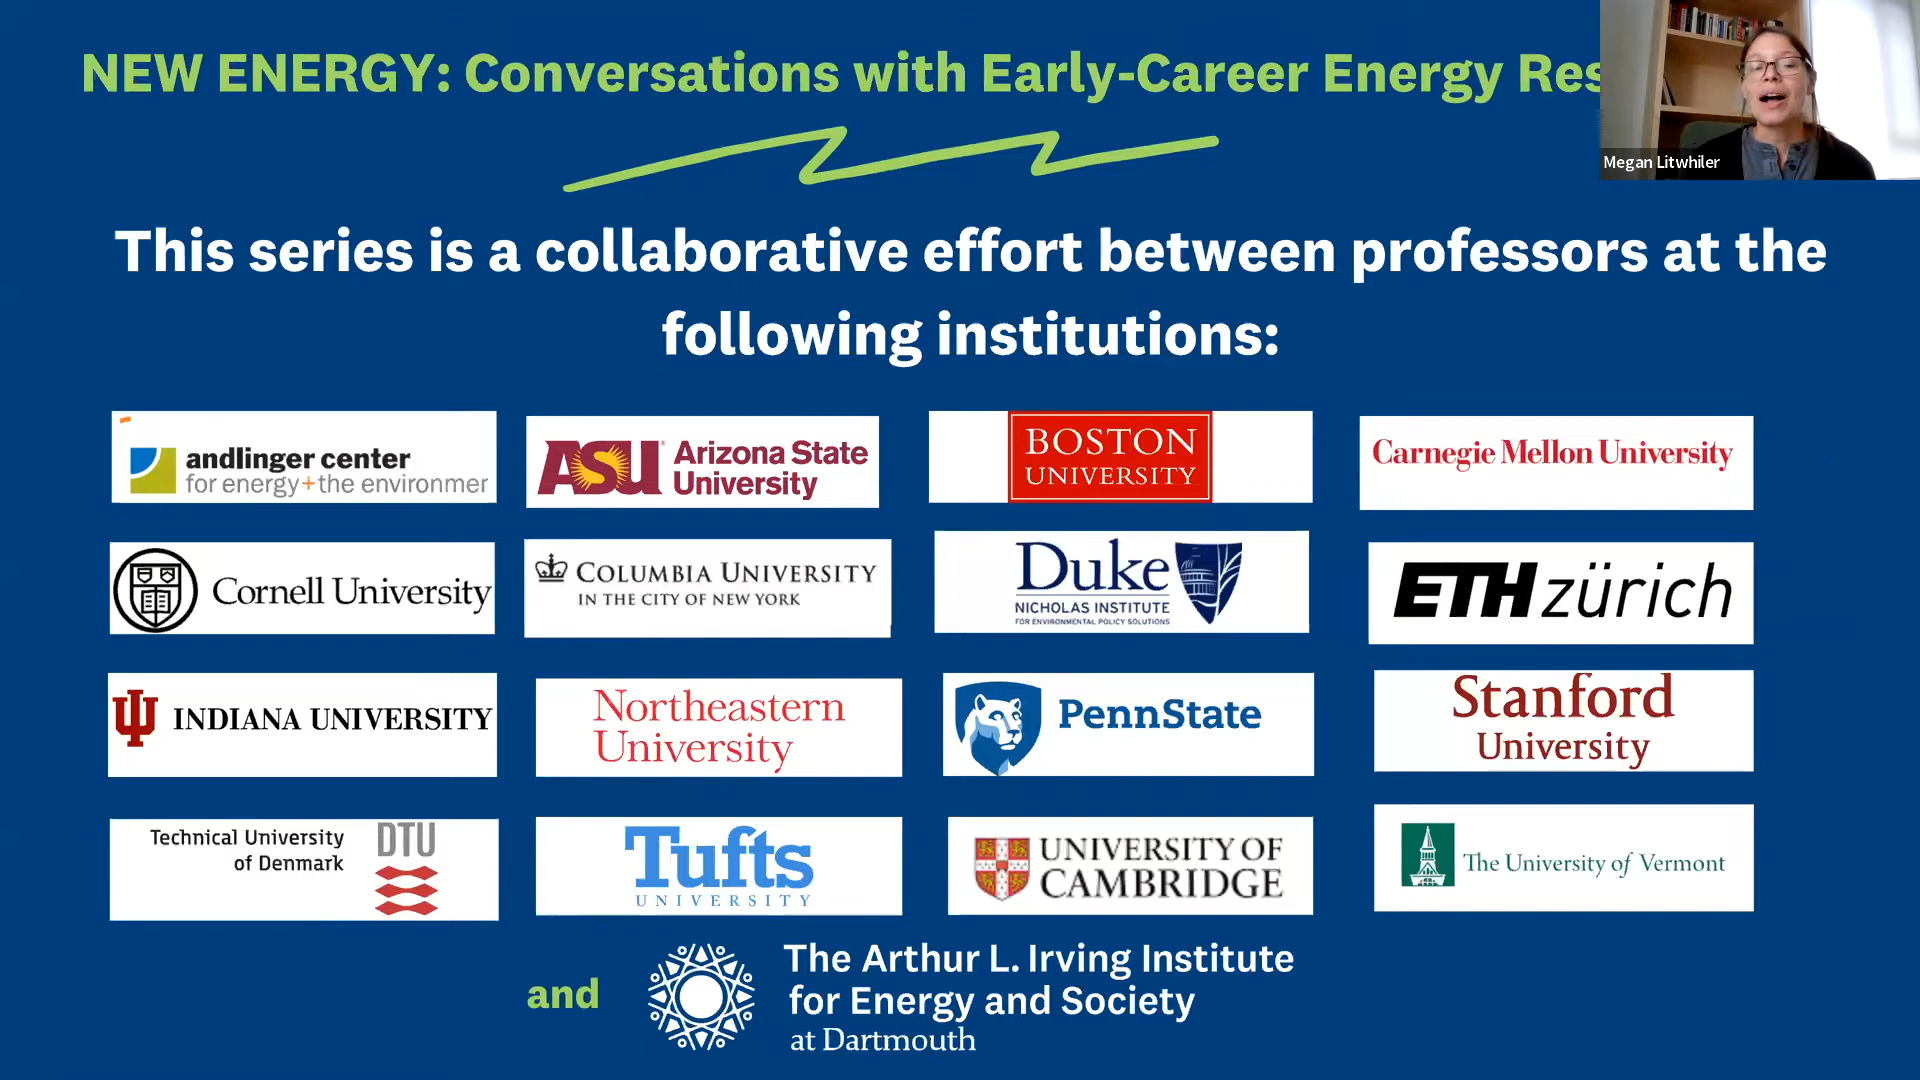 NEW ENERGY: Conversations with Early-Career Energy Res
Megan Litwhiler
This series is a collaborative effort between professors at the
following institutions:
andlinger center
for energy+the environmer
ASU Arizona State
University
BOSTON
UNIVERSITY
Carnegie Mellon University
Cornell University
COLUMBIA UNIVERSITY
IN THE CITY OF NEW YORK
Duke
NICHOLAS INSTITUTE
FOR ENVIRONMENTAL POLICY SOLUTIONS
ETH zürich
INDIANA UNIVERSITY
Northeastern
University
PennState
Stanford
University
Technical University
of Denmark
DTU
Tufts
UNIVERSITY
UNIVERSITY OF
CAMBRIDGE
The University of Vermont
and
The Arthur L. Irving Institute
for Energy and Society
at Dartmouth